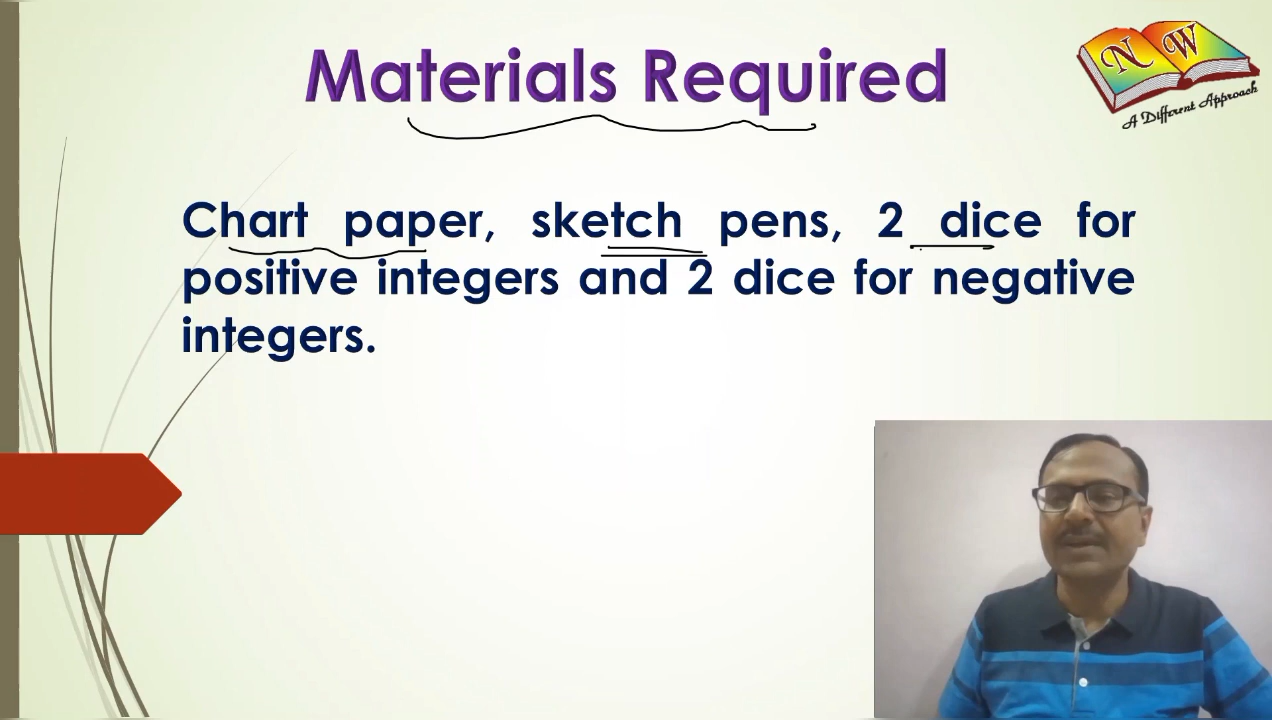 Materials Required
N W
A Different Approach
Chart paper, sketch pens, 2 dice for
positive integers and 2 dice for negative
integers.